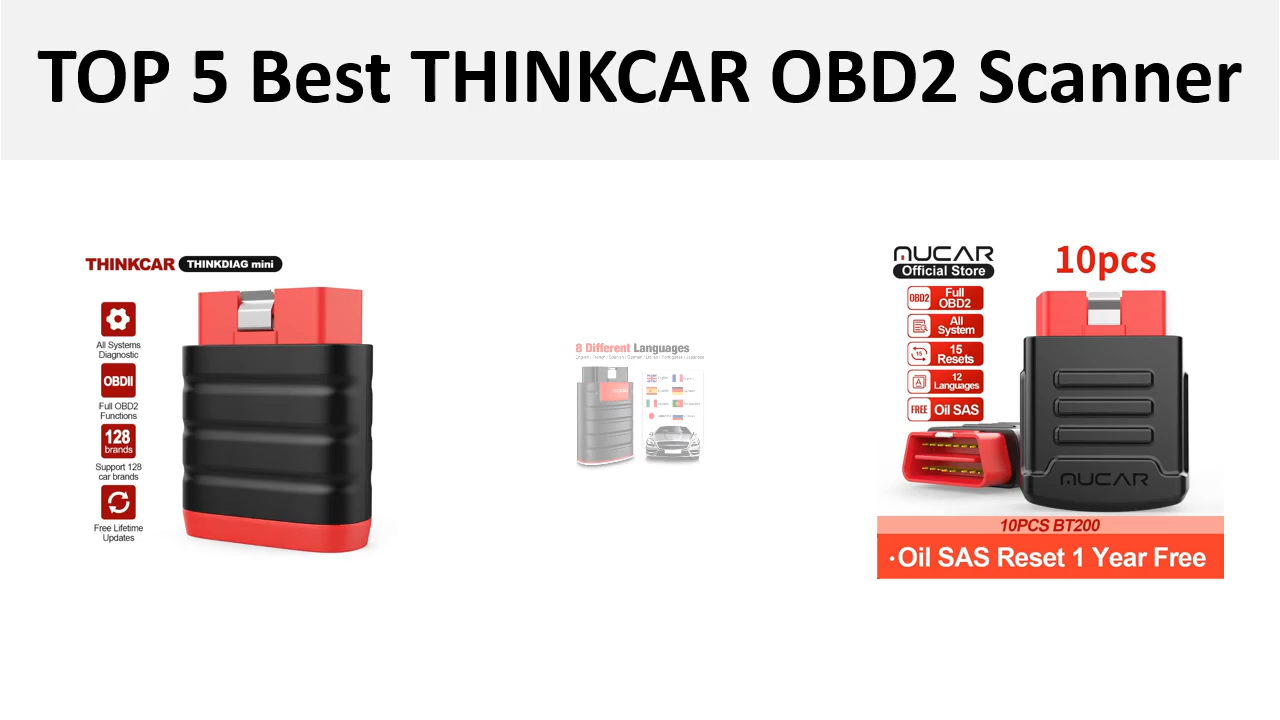 TOP 5 Best THINKCAR OBD2 Scanner
THINKCAR THINKDIAG mini
All Systems
Diagnostic
OBDII
Full OBD2
Functions
128
brands
Support 128
car brands
Free Lifetime
Updates
8 Different Languages
MUCAR
Official Store
10pcs
OBD2 Full
OBD2
All
System
15 15
Resets
A 12
Languages
FREE Oil SAS
MUCAR
10PCS BT200
•Oil SAS Reset 1 Year Free